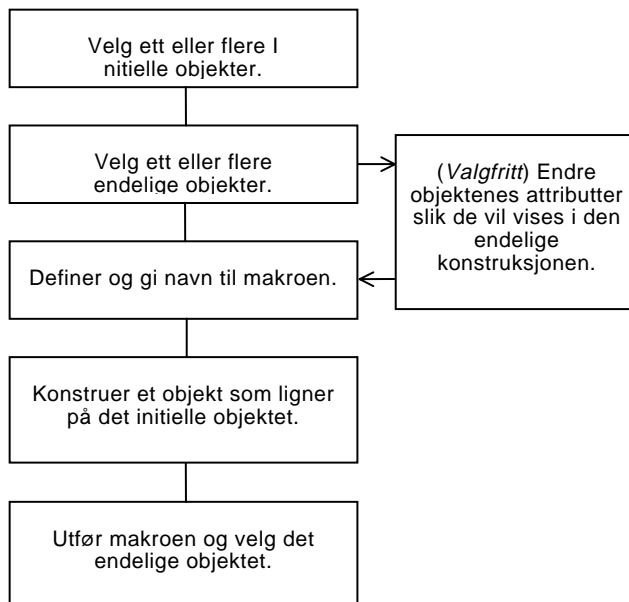 Velg ett eller flere I
nitielle objekter.
Velg ett eller flere
endelige objekter.
(Valgfritt) Endre
objektenes attributter
slik de vil vises i den
endelige
konstruksjonen.
Definer og gi navn til makroen.
Konstruer et objekt som ligner
på det initielle objektet.
Utfør makroen og velg det
endelige objektet.